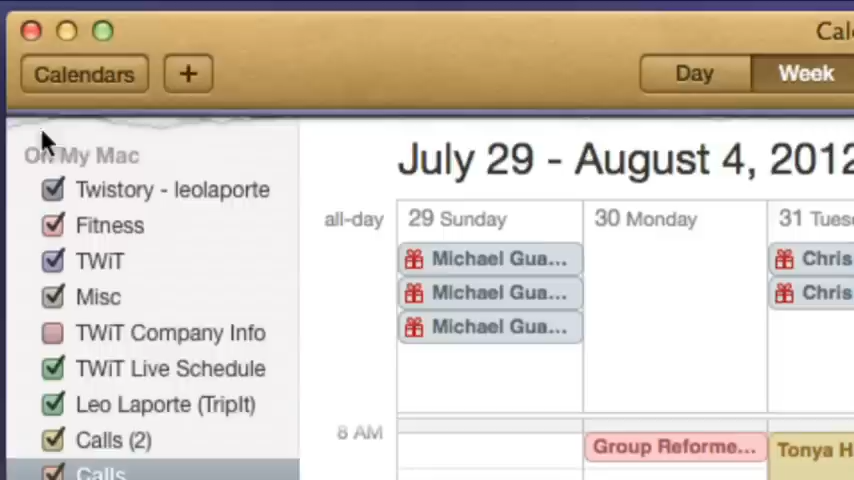 Cale
Calendars + Day Week
On My Mac
Twistory - leolaporte
Fitness
TWiT
Misc
TWiT Company Info
TWiT Live Schedule
Leo Laporte (TripIt)
Calls (2)
Calls
July 29 - August 4, 2012
all-day 29 Sunday 30 Monday 31 Tues
Michael Gua... Chris
Michael Gua... Chris
Michael Gua...
8 AM
Group Reforme... Tonya H